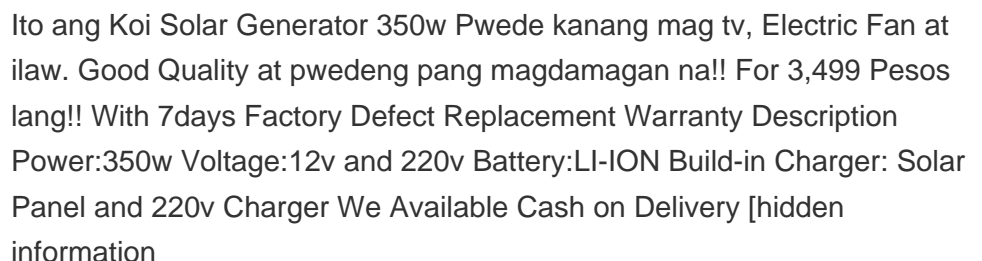 Ito ang Koi Solar Generator 350w Pwede kanang mag tv, Electric Fan at
ilaw. Good Quality at pwedeng pang magdamagan na!! For 3,499 Pesos
lang!! With 7days Factory Defect Replacement Warranty Description
Power:350w Voltage:12v and 220v Battery:LI-ION Build-in Charger: Solar
Panel and 220v Charger We Available Cash on Delivery [hidden
information